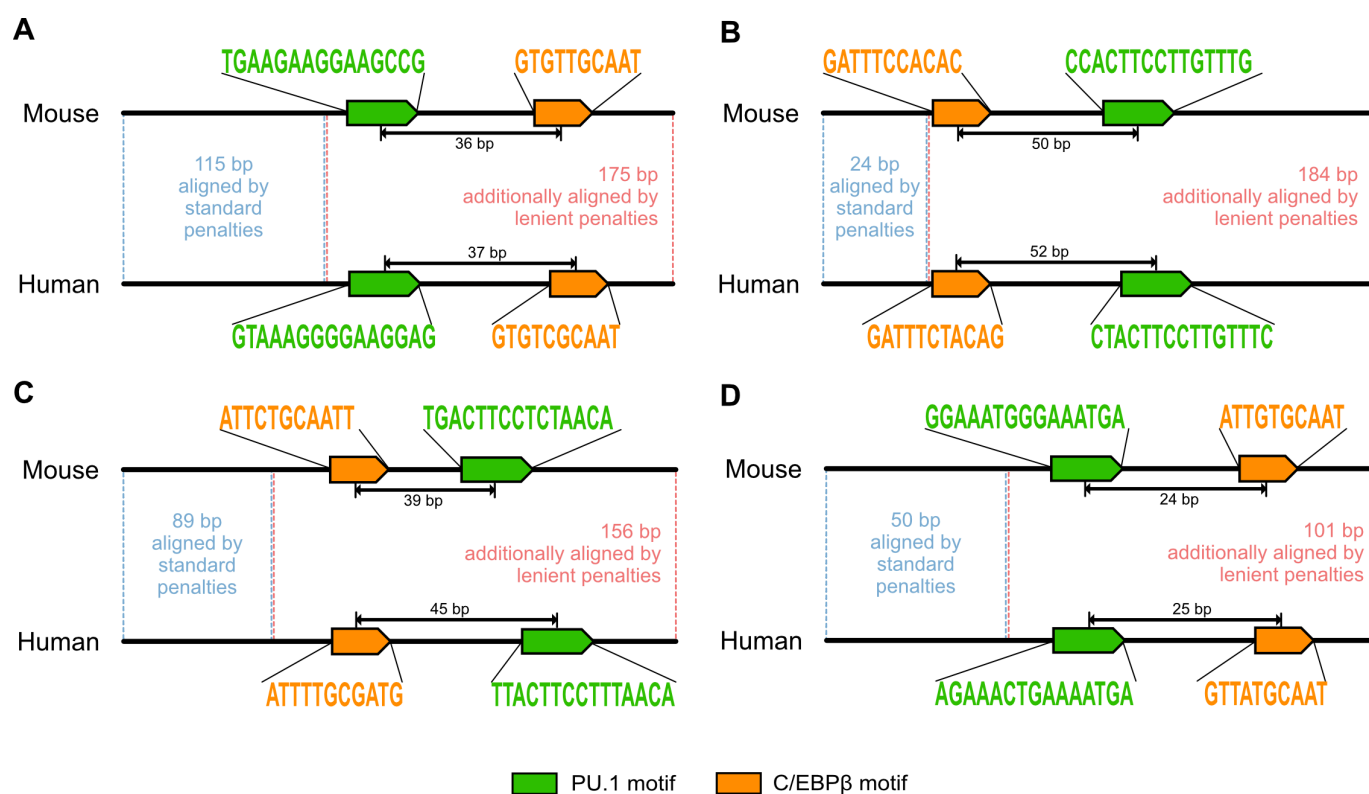 A
TGAAGAAGGAAGCCG
GTGTTGCAAT
Mouse
36 bp
115 bp
aligned by
standard
penalties
175 bp
additionally aligned by
lenient penalties
37 bp
Human
GTAAAGGGGAAGGAG
GTGTCGCAAT
B
GATTTCCACAC
CCACTTCCTTGTTTG
Mouse
50 bp
24 bp
aligned by
standard
penalties
184 bp
additionally aligned by
lenient penalties
52 bp
Human
GATTTCTACAG
CTACTTCCTTGTTTC
C
ATTCTGCAATT
TGACTTCCTCTAACA
Mouse
39 bp
89 bp
aligned by
standard
penalties
156 bp
additionally aligned by
lenient penalties
45 bp
Human
ATTTTGCGATG
TTACTTCCTTTAACA
D
GGAAATGGGAAATGA
ATTGTGCAAT
Mouse
24 bp
50 bp
aligned by
standard
penalties
101 bp
additionally aligned by
lenient penalties
25 bp
Human
AGAAACTGAAAATGA
GTTATGCAAT
PU.1 motif
C/EBPβ motif